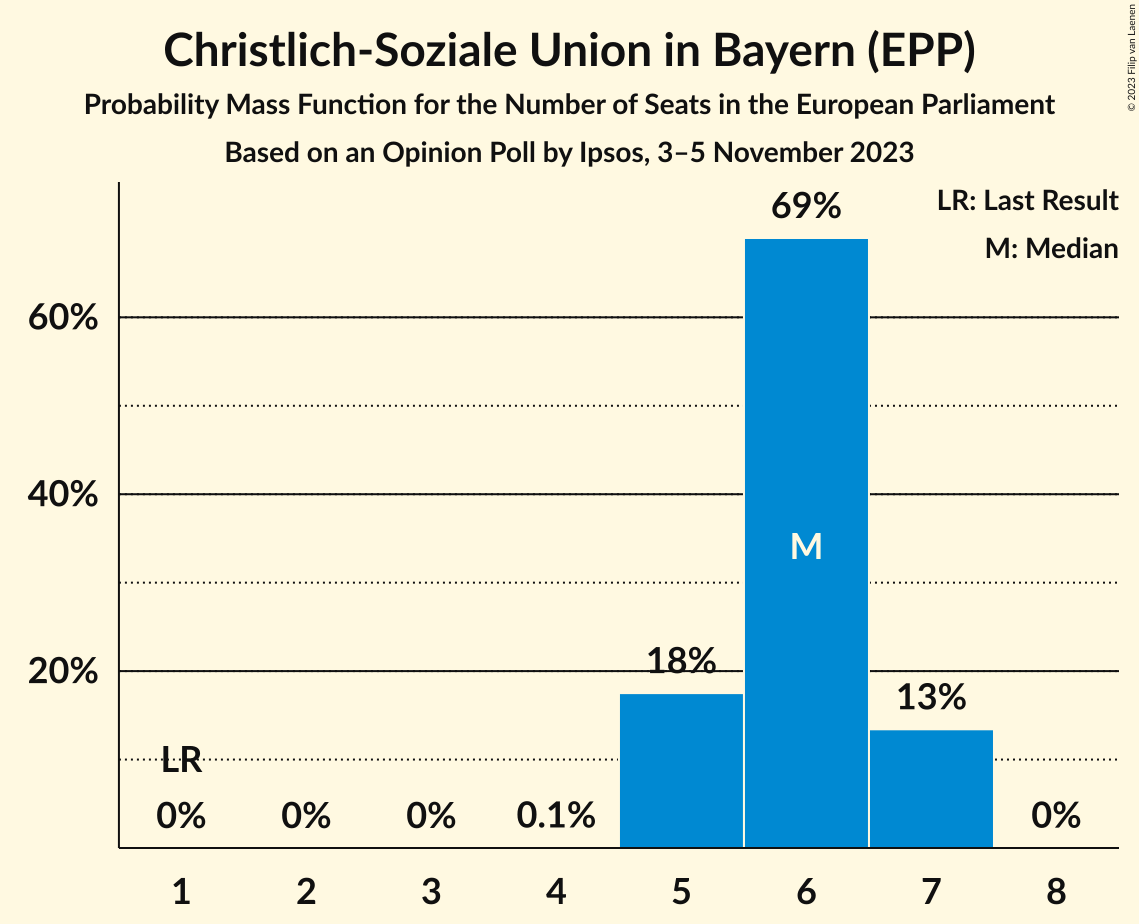 Christlich-Soziale Union in Bayern (EPP)
Probability Mass Function for the Number of Seats in the European Parliament
Based on an Opinion Poll by Ipsos, 3–5 November 2023
© 2023 Filip van Laenen
LR: Last Result
M: Median
69%
60%
40%
M
18%
20%
13%
LR
0% 0% 0% 0.1% 0%
1 2 3 4 5 6 7 8